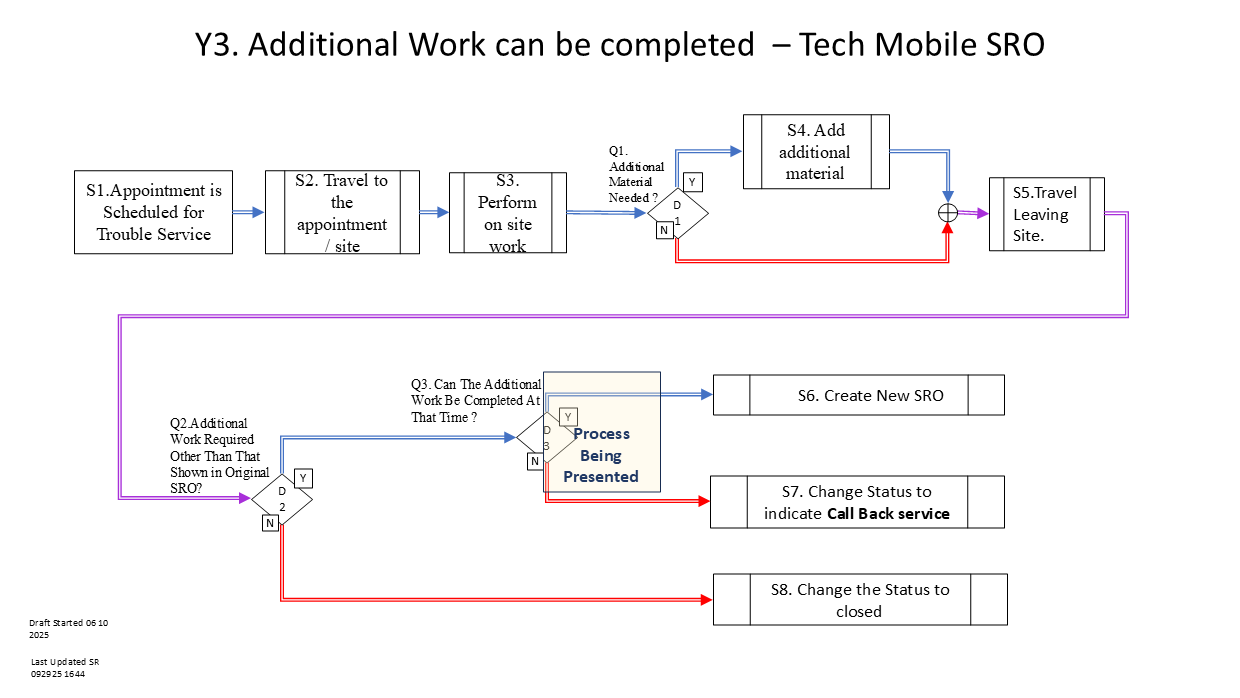 Y3. Additional Work can be completed – Tech Mobile SRO
S1.Appointment is
Scheduled for
Trouble Service
S2. Travel to
the
appointment
/ site
S3.
Perform
on site
work
Q1.
Additional
Material
Needed ?
Y
D
1
N
S4. Add
additional
material
S5.Travel
Leaving
Site.
Q2.Additional
Work Required
Other Than That
Shown in Original
SRO?
Y
D
2
N
Q3. Can The Additional
Work Be Completed At
That Time ?
Y
D
3
N
Process
Being
Presented
S6. Create New SRO
S7. Change Status to
indicate Call Back service
S8. Change the Status to
closed
Draft Started 06 10
2025
Last Updated SR
092925 1644